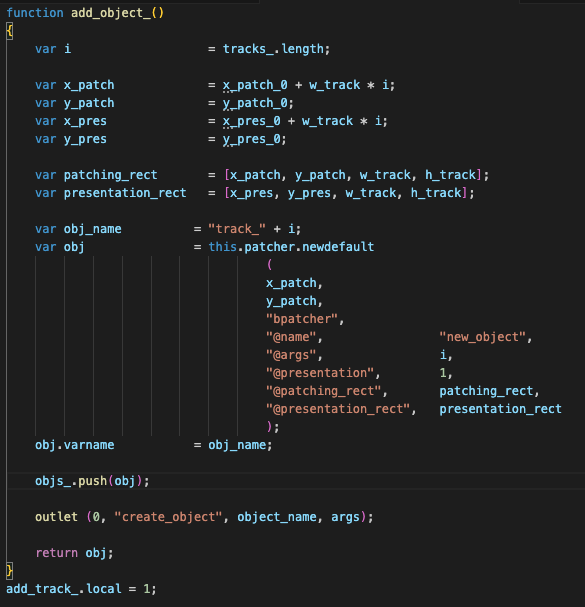 function add_object_()
{
var i = tracks_.length;
var x_patch = x_patch_0 + w_track * i;
var y_patch = y_patch_0;
var x_pres = x_pres_0 + w_track * i;
var y_pres = y_pres_0;
var patching_rect = [x_patch, y_patch, w_track, h_track];
var presentation_rect = [x_pres, y_pres, w_track, h_track];
var obj_name = "track_" + i;
var obj = this.patcher.newdefault
(
x_patch,
y_patch,
"bpatcher",
"@name", "new_object",
"@args", i,
"@presentation", 1,
"@patching_rect", patching_rect,
"@presentation_rect", presentation_rect
);
obj.varname = obj_name;
objs_.push(obj);
outlet (0, "create_object", object_name, args);
return obj;
}
add_track_.local = 1;